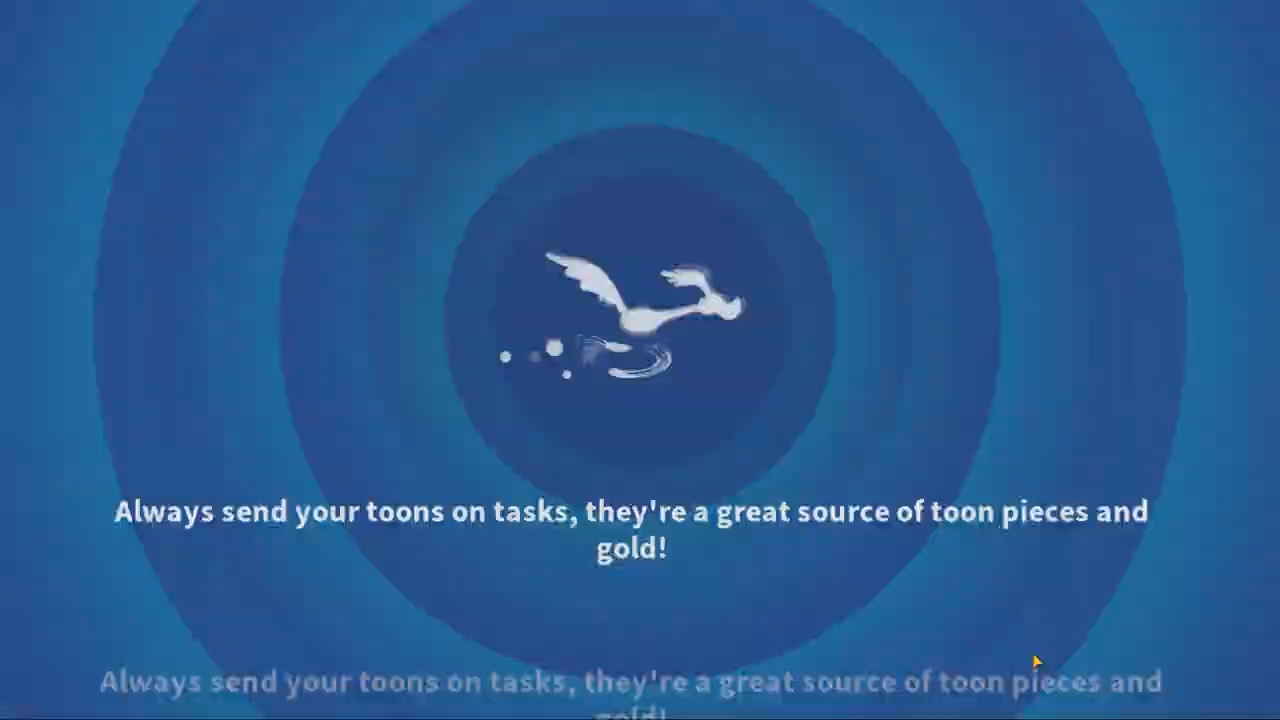 Always send your toons on tasks, they're a great source of toon pieces and
gold!
Always send your toons on tasks, they're a great source of toon pieces and
gold!